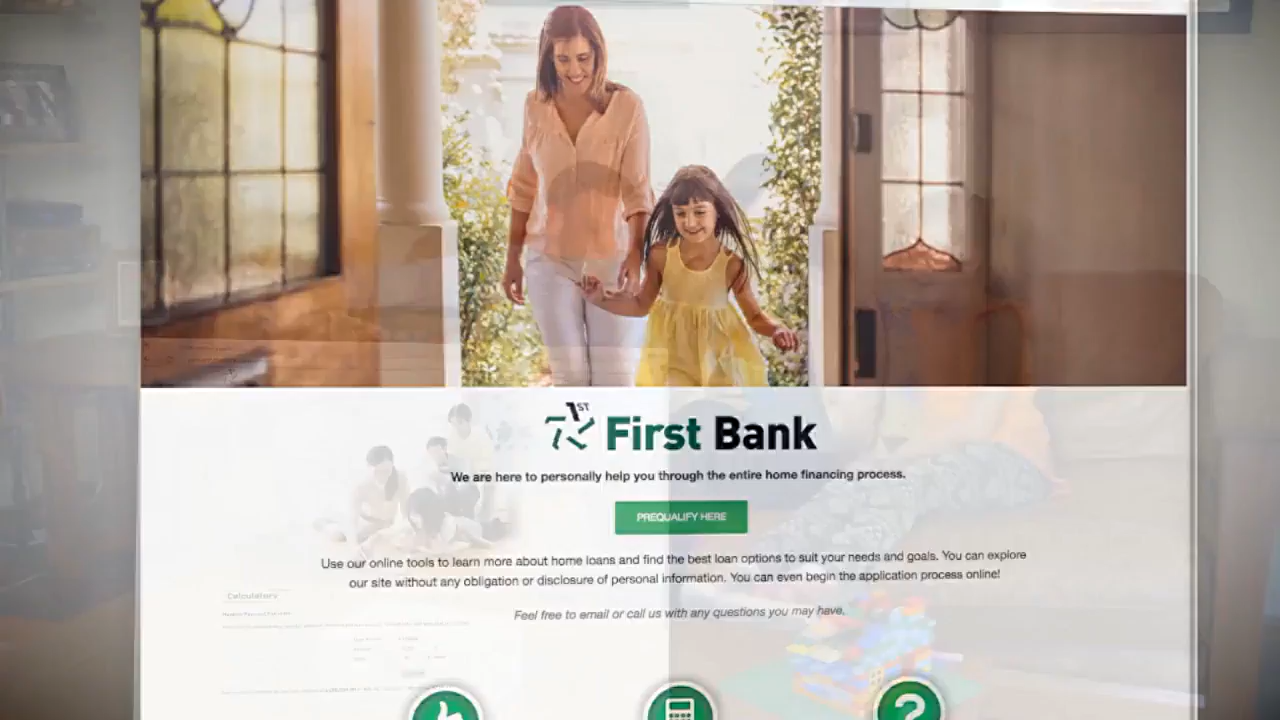 1ST
First Bank
We are here to personally help you through the entire home financing process.
PREQUALIFY HERE
Use our online tools to learn more about home loans and find the best loan options to suit your needs and goals. You can explore
our site without any obligation or disclosure of personal information. You can even begin the application process online!
Calculators
Feel free to email or call us with any questions you may have.
?